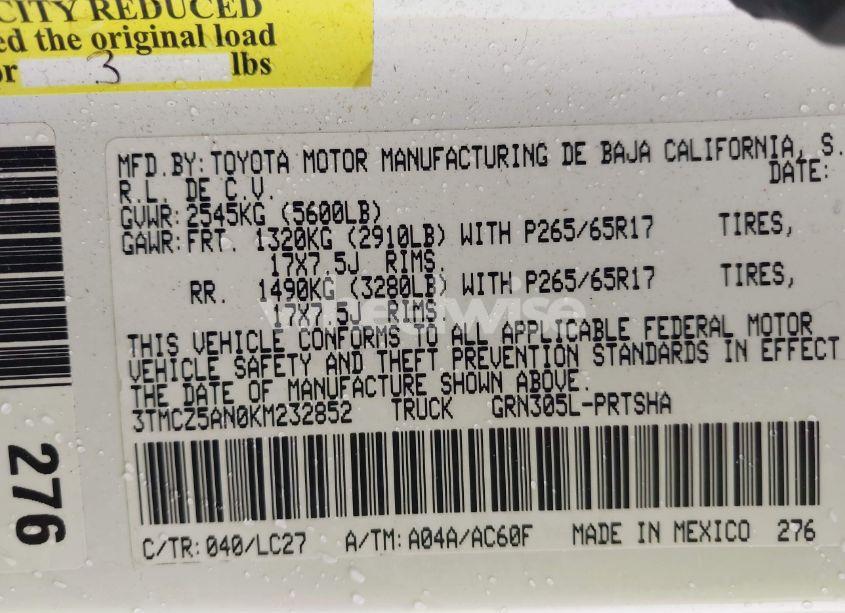 CITY REDUCED
ed the original load
or 3 lbs
MFD.BY: TOYOTA MOTOR MANUFACTURING DE BAJA CALIFORNIA, S.
R.L. DE C.V. DATE:
GVWR: 2545KG (5600LB)
GAWR: FRT. 1320KG (2910LB) WITH P265/65R17 TIRES,
17X7.5J RIMS.
RR. 1490KG (3280LB) WITH P265/65R17 TIRES,
17X7.5J RIMS
THIS VEHICLE CONFORMS TO ALL APPLICABLE FEDERAL MOTOR
VEHICLE SAFETY AND THEFT PREVENTION STANDARDS IN EFFECT
THE DATE OF MANUFACTURE SHOWN ABOVE.
3TMCZ5AN0KM232852 TRUCK GRN305L-PRTSHA
C/TR: 040/LC27 A/TM: A04A/AC60F MADE IN MEXICO 276
276